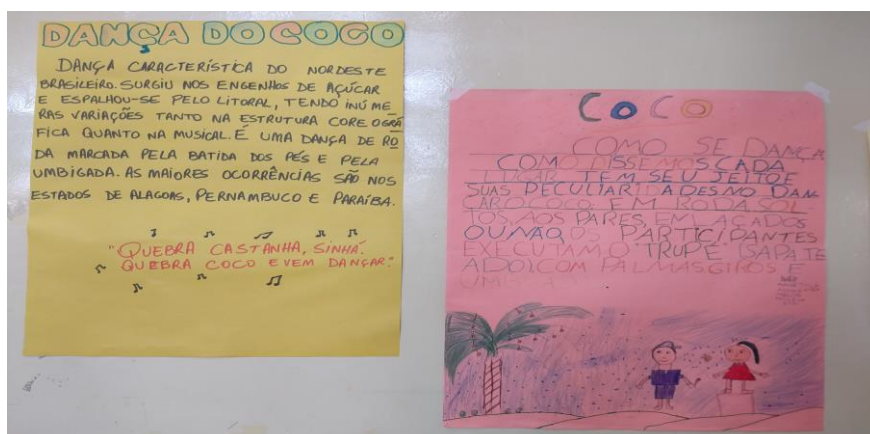 DANÇA DO COCO
DANÇA CARACTERÍSTICA DO NORDESTE
BRASILEIRO. SURGIU NOS ENGENHOS DE AÇÚCAR
E ESPALHOU-SE PELO LITORAL, TENDO INÚME
RAS VARIAÇÕES TANTO NA ESTRUTURA COREOGRÁ
FICA QUANTO NA MUSICAL. É UMA DANÇA DE RO
DA MARCADA PELA BATIDA DOS PÉS E PELA
UMBIGADA. AS MAIORES OCORRÊNCIAS SÃO NOS
ESTADOS DE ALAGOAS, PERNAMBUCO E PARAÍBA.
"QUEBRA CASTANHA, SINHÁ.
QUEBRA COCO E VEM DANÇAR."
COCO
COMO SE DANÇA
COMO DISSEMOS CADA
LUGAR TEM SEU JEITO E
SUAS PECULIARIDADES NO DAN-
ÇAR O COCO: EM RODA, SOL
TOS, AOS PARES, ENLAÇADOS
OU NÃO, OS PARTICIPANTES
EXECUTAM O TRUPÉ (SAPATE
ADO) COM PALMAS GIROS E